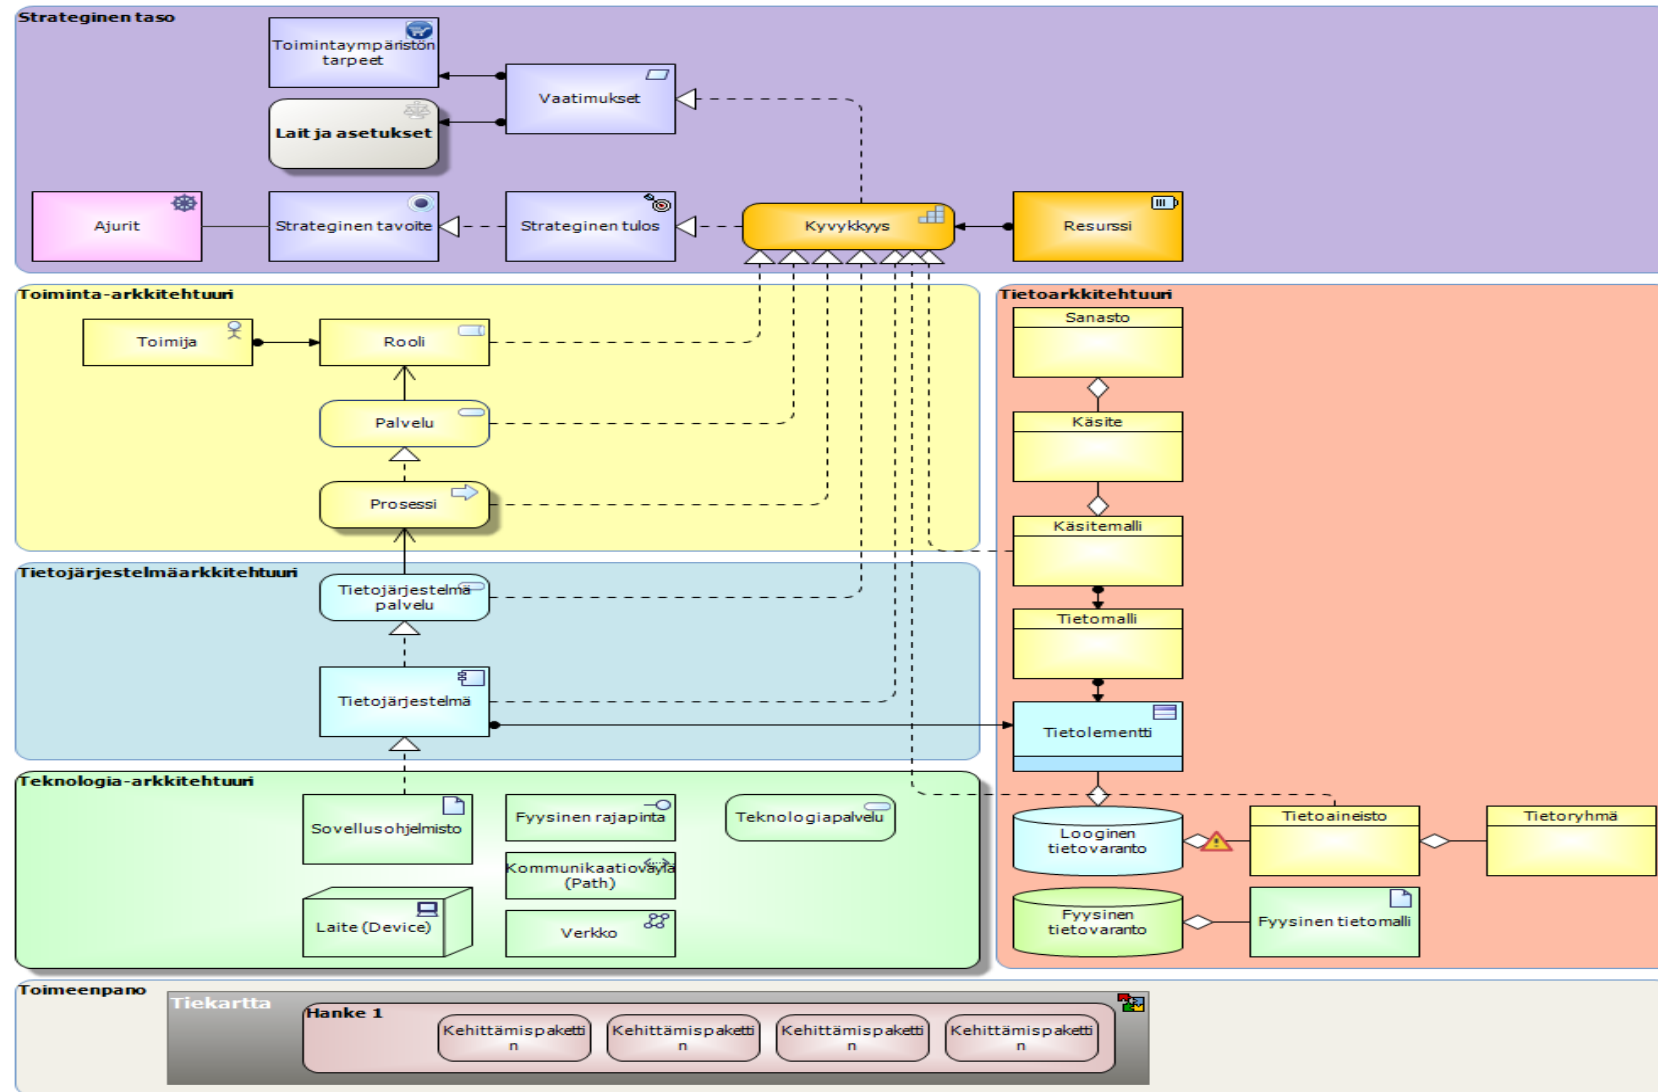 Strateginen taso
Toimintaympäristön
tarpeet
Vaatimukset
Lait ja asetukset
Ajurit
Strateginen tavoite
Strateginen tulos
Kyvykkyys
Resurssi
Toiminta-arkkitehtuuri
Toimija
Rooli
Palvelu
Prosessi
Tietojärjestelmäarkkitehtuuri
Tietojärjestelmä
palvelu
Tietojärjestelmä
Teknologia-arkkitehtuuri
Sovellusohjelmisto
Fyysinen rajapinta
Teknologiapalvelu
Kommunikaatioväylä
(Path)
Laite (Device)
Verkko
Tietoarkkitehtuuri
Sanasto
Käsite
Käsitemalli
Tietomalli
Tietolementti
Looginen
tietovaranto
Tietoaineisto
Tietoryhmä
Fyysinen
tietovaranto
Fyysinen tietomalli
Toimeenpano
Tiekartta
Hanke 1
Kehittämispaketti
n
Kehittämispaketti
n
Kehittämispaketti
n
Kehittämispaketti
n